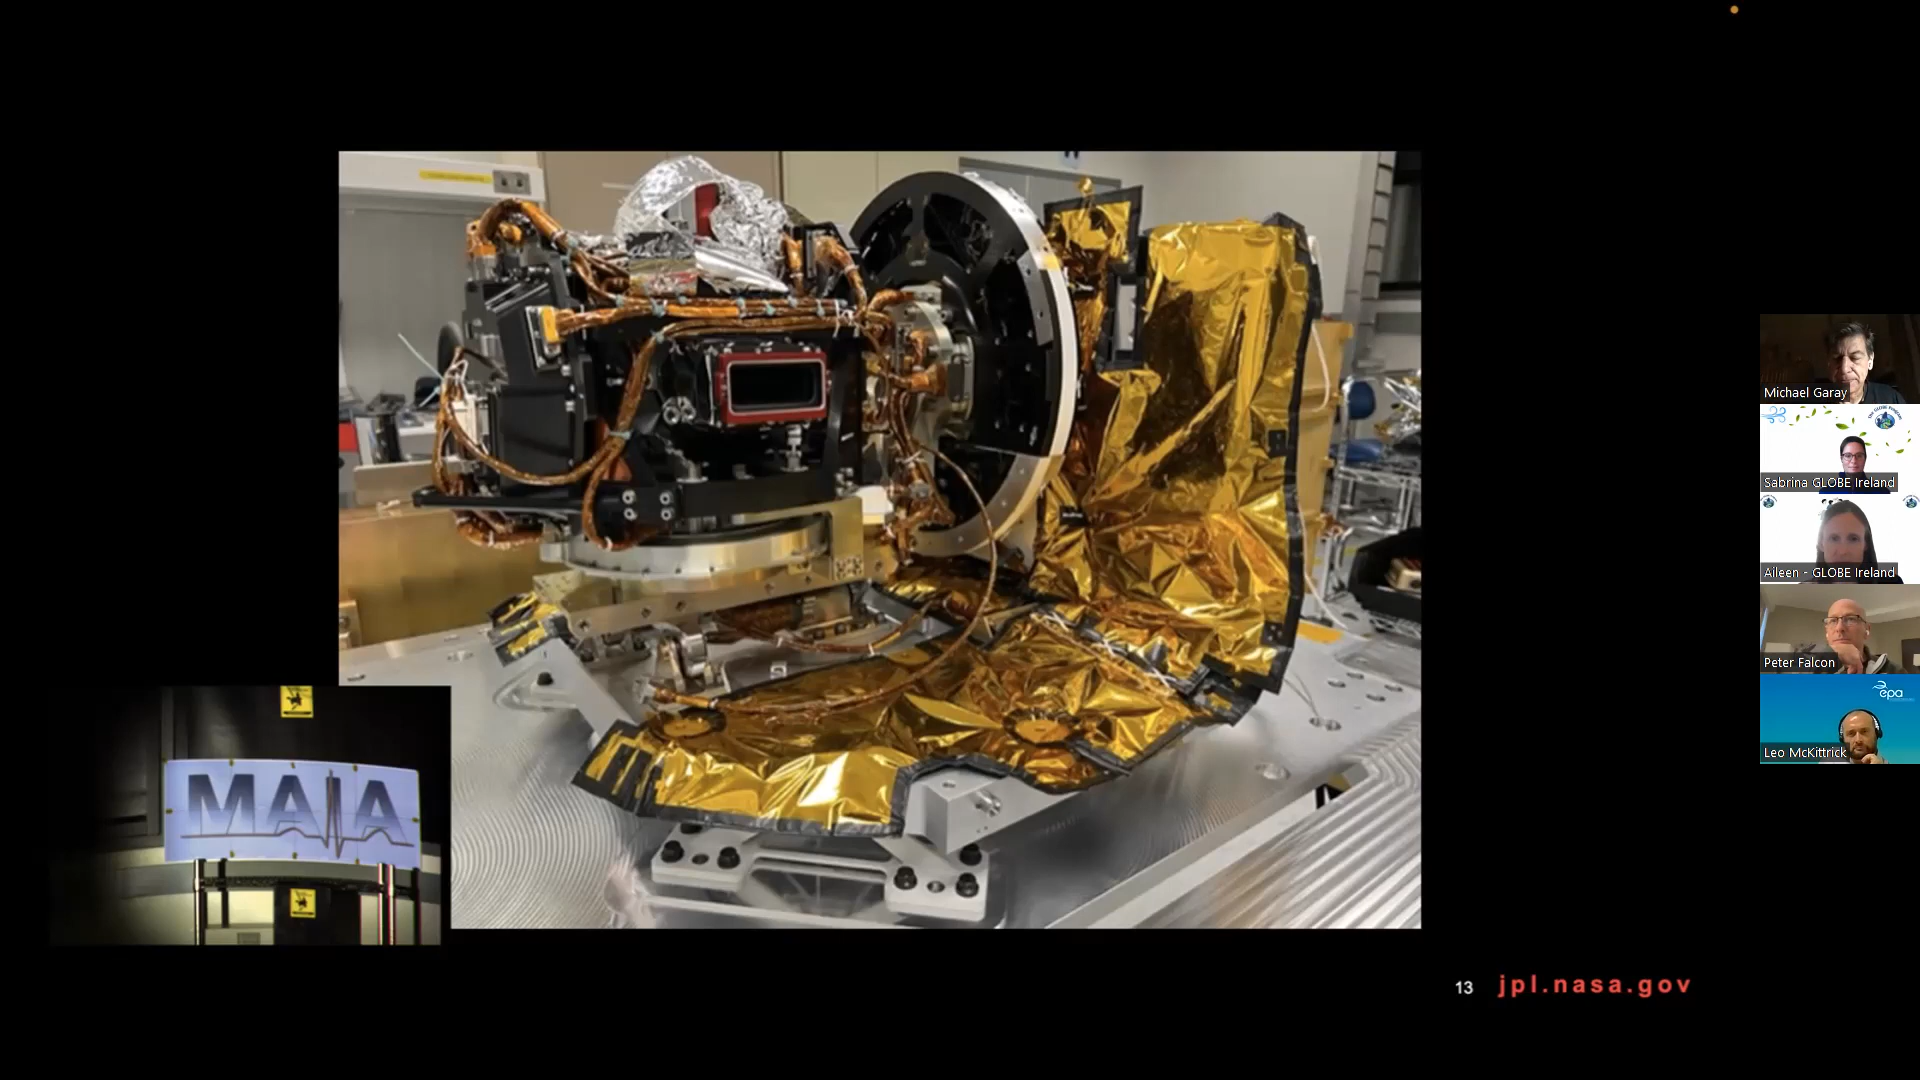 MAIA
13 jpl.nasa.gov
Michael Garay
Sabrina GLOBE Ireland
Aileen - GLOBE Ireland
Peter Falcon
epa
Leo McKittrick